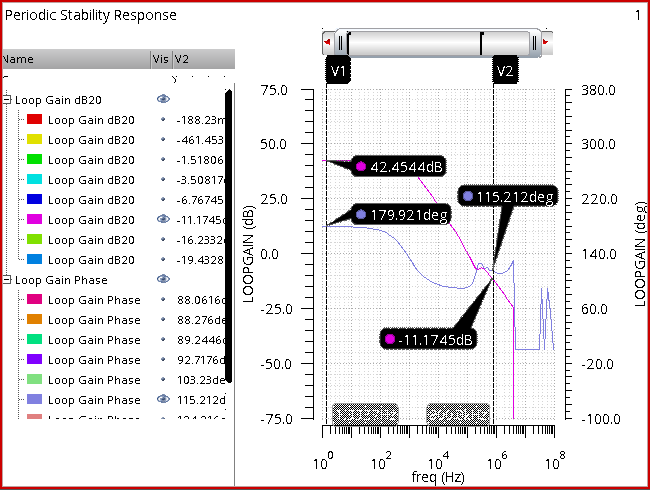 Periodic Stability Response
1
Name Vis V2
Loop Gain dB20
Loop Gain dB20 -188.23m
Loop Gain dB20 -461.453
Loop Gain dB20 -1.51806
Loop Gain dB20 -3.50817
Loop Gain dB20 -6.76745
Loop Gain dB20 -11.1745d
Loop Gain dB20 -16.2332
Loop Gain dB20 -19.4328
Loop Gain Phase
Loop Gain Phase 88.0616d
Loop Gain Phase 88.276de
Loop Gain Phase 89.2446d
Loop Gain Phase 92.7176d
Loop Gain Phase 103.23de
Loop Gain Phase 115.212d
V1
V2
75.0
50.0
25.0
0.0
-25.0
-50.0
-75.0
LOOPGAIN (dB)
42.4544dB
179.921deg
115.212deg
-11.1745dB
380.0
300.0
220.0
140.0
60.0
-20.0
-100.0
LOOPGAIN (deg)
10^0 10^2 10^4 10^6 10^8
freq (Hz)